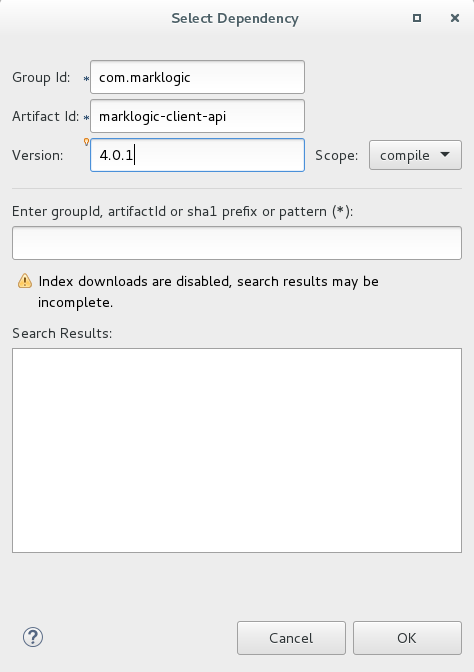 Select Dependency
Group Id: * com.marklogic
Artifact Id: * marklogic-client-api
Version: 4.0.1 Scope: compile
Enter groupId, artifactId or sha1 prefix or pattern (*):
Index downloads are disabled, search results may be
incomplete.
Search Results:
? Cancel OK